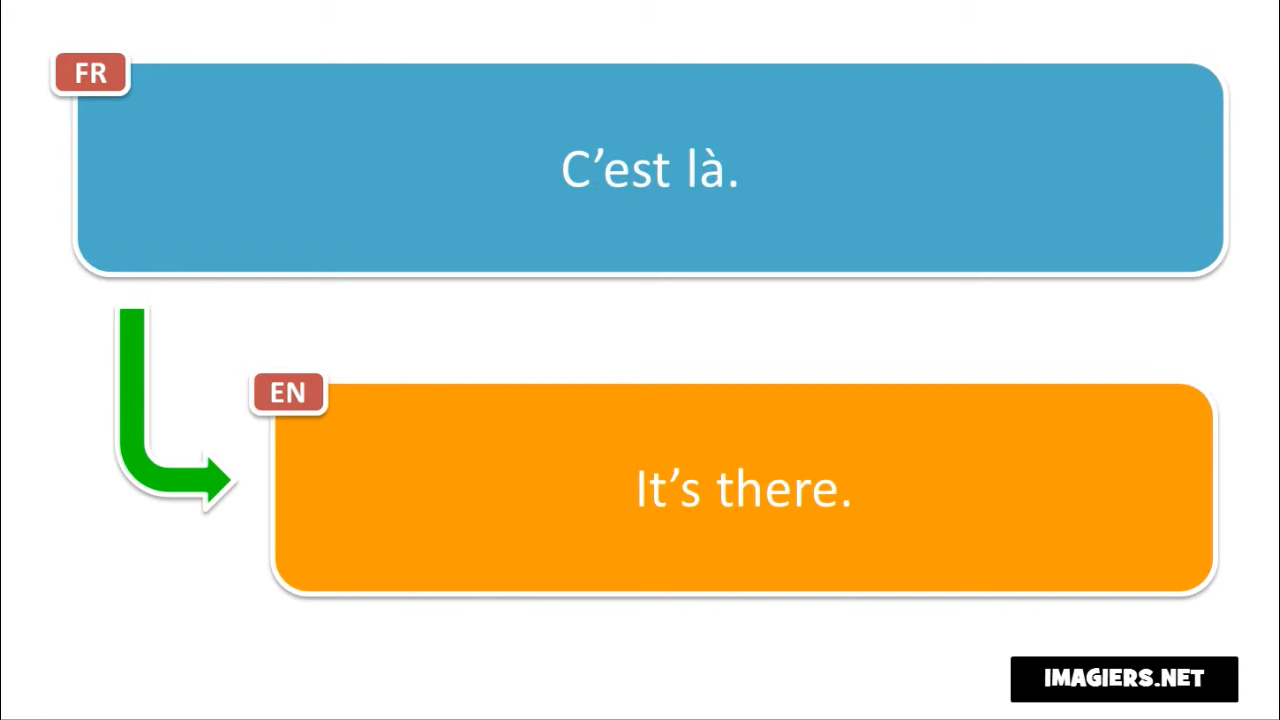 FR
C’est là.
EN
It’s there.
IMAGIERS.NET